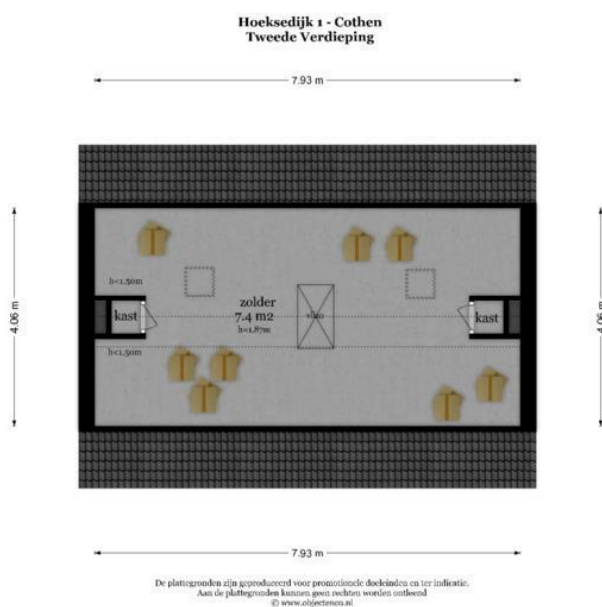 Hoeksedijk 1 - Cothen
Tweede Verdieping
7.93 m
4.06 m
4.06 m
h<1,50m
zolder
7.4 m2
h=1,87m
vlizo
kast
kast
h<1,50m
7.93 m
De plattegronden zijn geproduceerd voor promotionele doeleinden en ter indicatie.
Aan de plattegronden kunnen geen rechten worden ontleend
© www.objectenco.nl